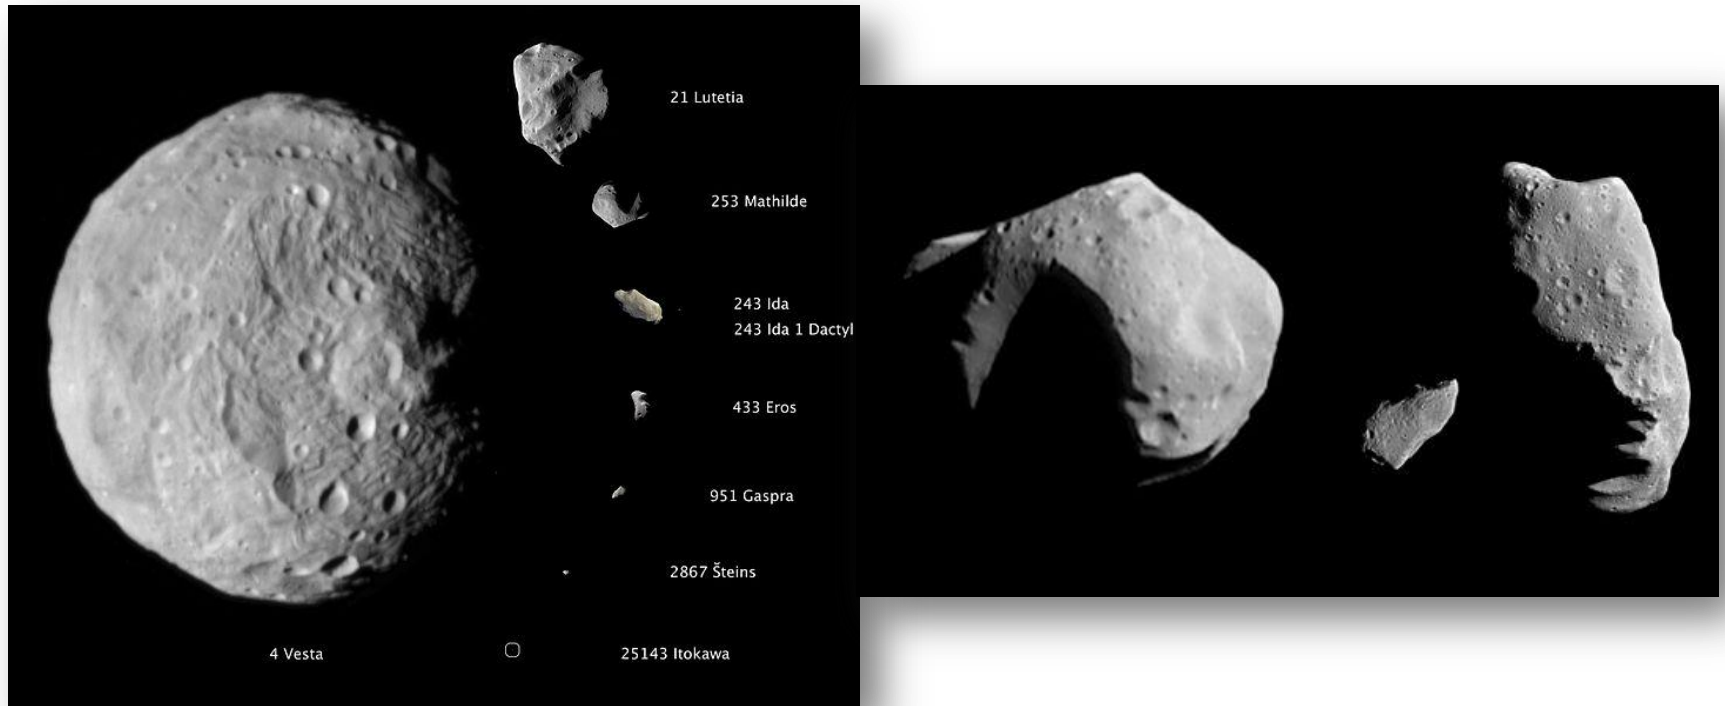 21 Lutetia
253 Mathilde
243 Ida
243 Ida 1 Dactyl
433 Eros
951 Gaspra
2867 Šteins
4 Vesta
25143 Itokawa